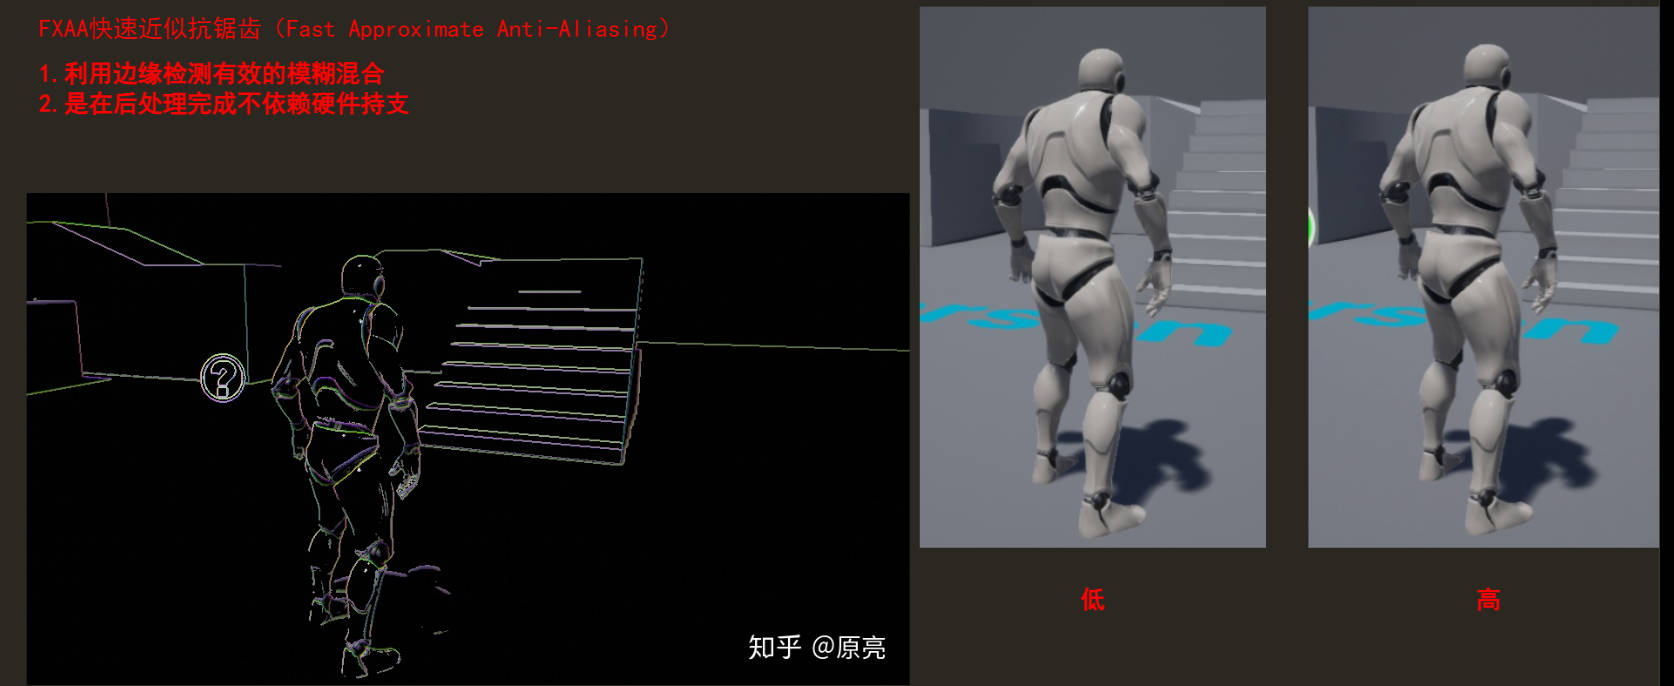 FXAA快速近似抗锯齿（Fast Approximate Anti-Aliasing）
1.利用边缘检测有效的模糊混合
2.是在后处理完成不依赖硬件持支
?
知乎 @原亮
低
高